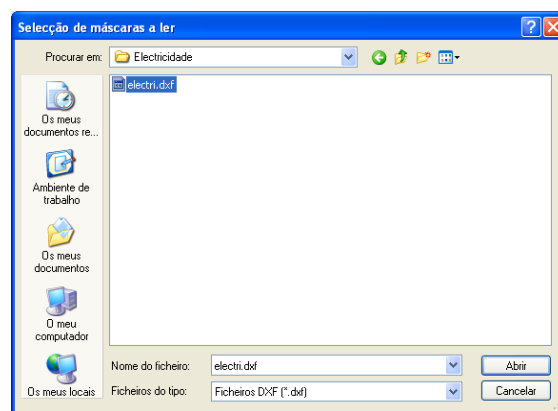 Selecção de máscaras a ler
Procurar em:
Electricidade
electri.dxf
Os meus
documentos re...
Ambiente de
trabalho
Os meus
documentos
O meu
computador
Os meus locais
Nome do ficheiro:
electri.dxf
Abrir
Ficheiros do tipo:
Ficheiros DXF (*.dxf)
Cancelar